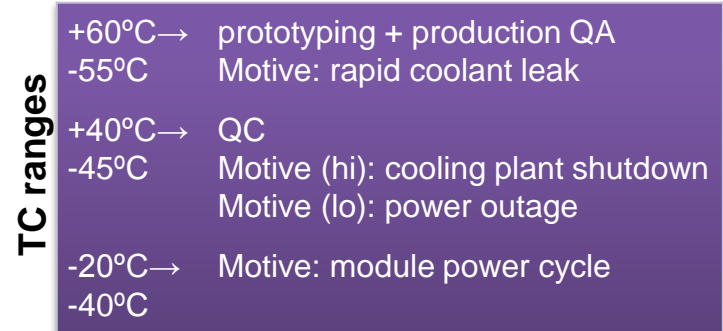 TC ranges
+60ºC→ prototyping + production QA
-55ºC Motive: rapid coolant leak
+40ºC→ QC
-45ºC Motive (hi): cooling plant shutdown
Motive (lo): power outage
-20ºC→ Motive: module power cycle
-40ºC